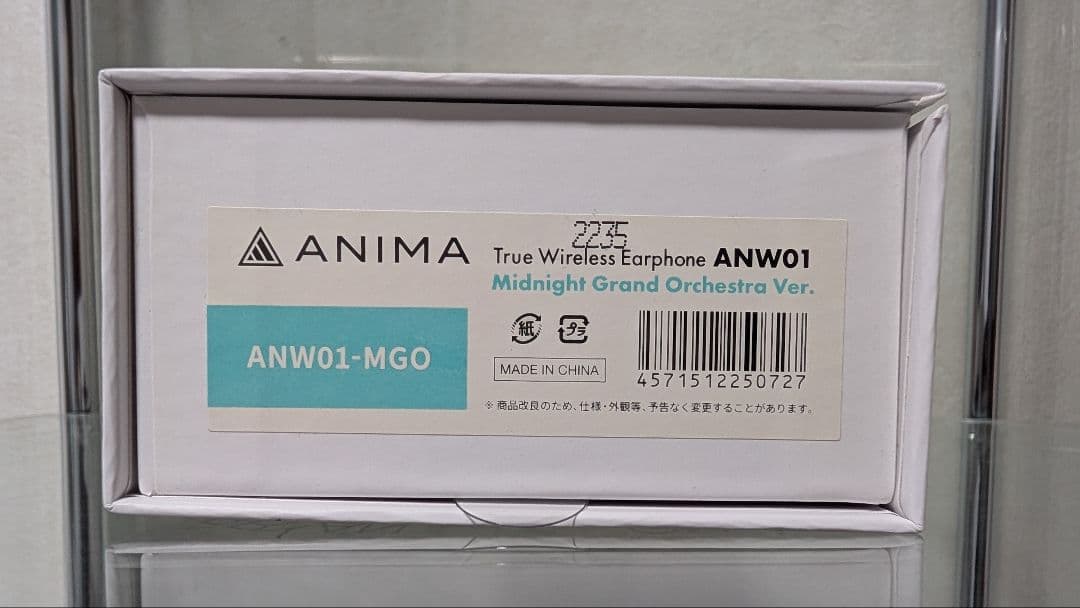 2235
ANIMA
True Wireless Earphone ANW01
Midnight Grand Orchestra Ver.
ANW01-MGO
紙
プラ
MADE IN CHINA
4571512250727
※ 商品改良のため、仕様・外観等、予告なく変更することがあります。